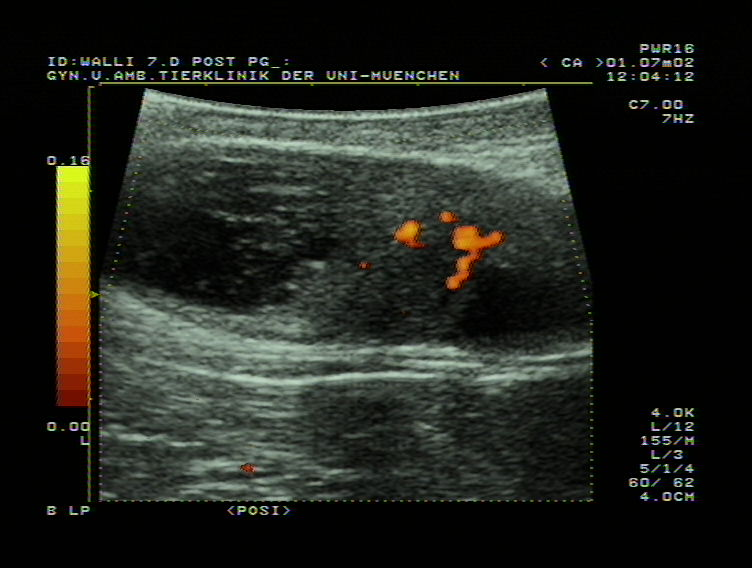 PWR16
ID:WALLI 7.D POST PG_: < CA >01.07m02
GYN.U.AMB.TIERKLINIK DER UNI-MUENCHEN 12:04:12
C7.00
7HZ
0.16
0.00
L
4.0K
L/12
155/M
L/3
5/1/4
60/ 62
4.0CM
B LP <POSI>